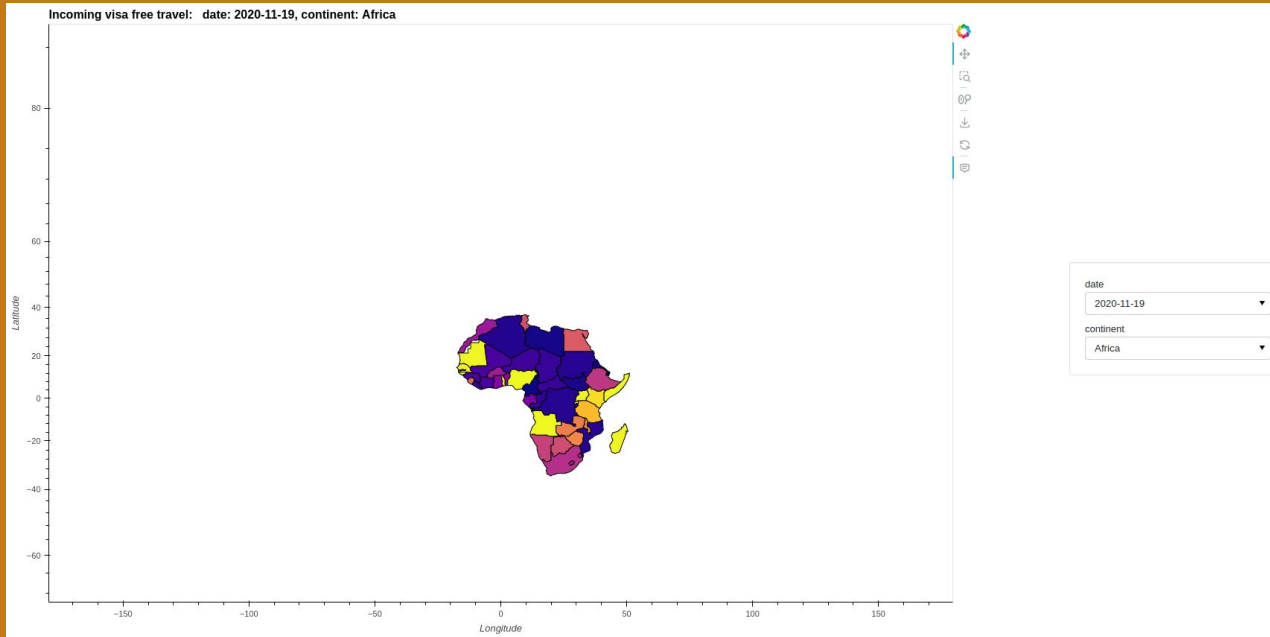 Incoming visa free travel:   date: 2020-11-19, continent: Africa
80
60
40
20
0
−20
−40
−60
Latitude
−150
−100
−50
0
50
100
150
Longitude
date
2020-11-19
continent
Africa